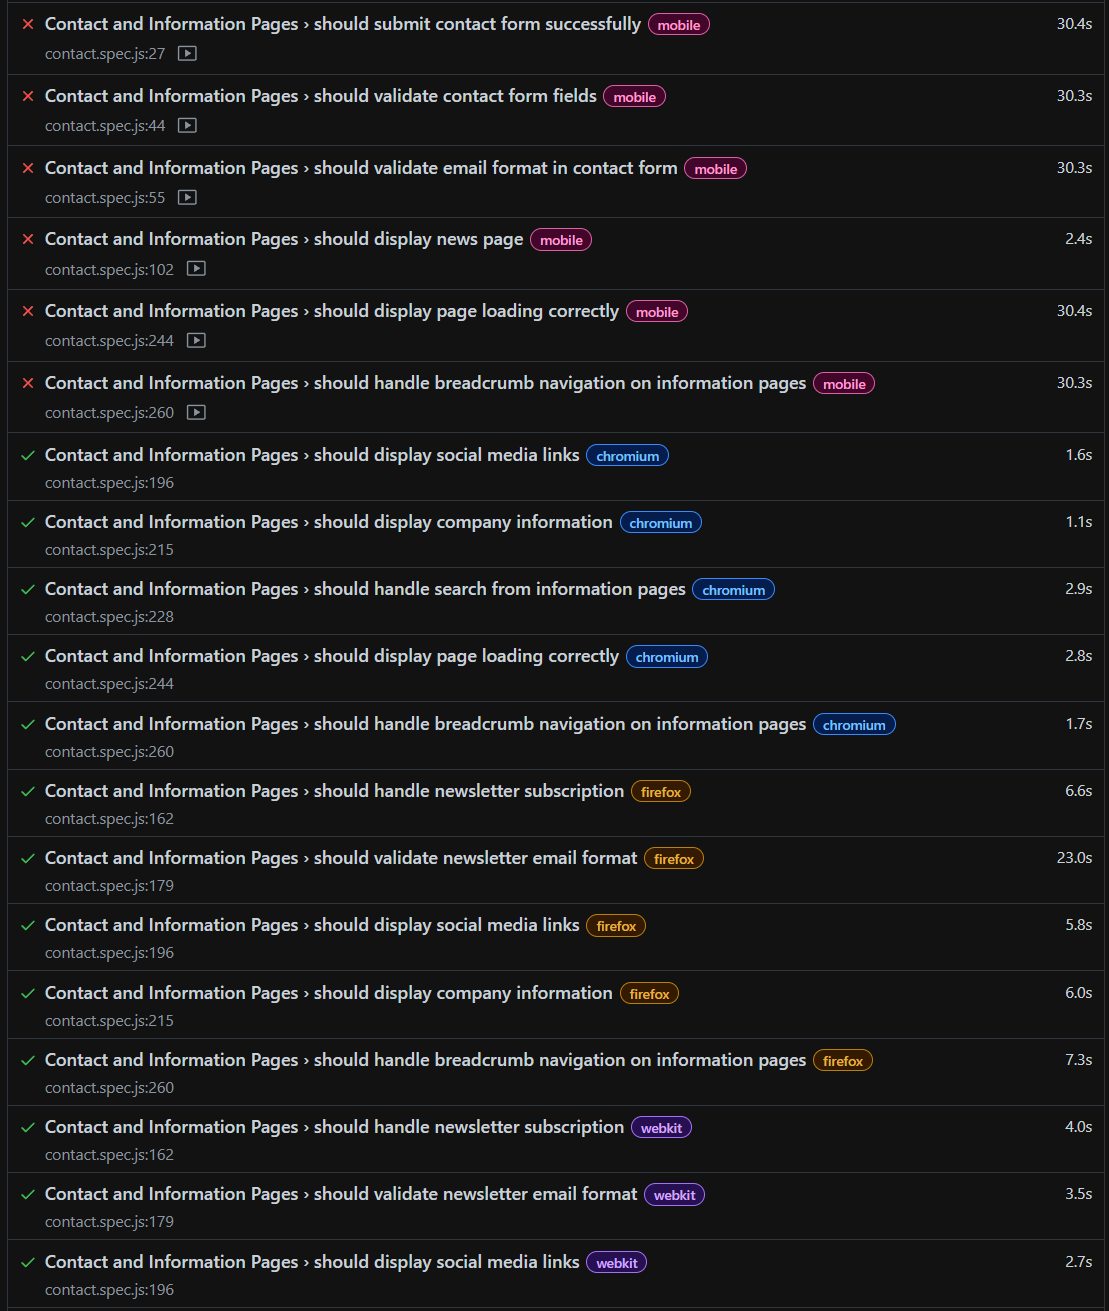 Contact and Information Pages › should submit contact form successfully mobile 30.4s
contact.spec.js:27
Contact and Information Pages › should validate contact form fields mobile 30.3s
contact.spec.js:44
Contact and Information Pages › should validate email format in contact form mobile 30.3s
contact.spec.js:55
Contact and Information Pages › should display news page mobile 2.4s
contact.spec.js:102
Contact and Information Pages › should display page loading correctly mobile 30.4s
contact.spec.js:244
Contact and Information Pages › should handle breadcrumb navigation on information pages mobile 30.3s
contact.spec.js:260
Contact and Information Pages › should display social media links chromium 1.6s
contact.spec.js:196
Contact and Information Pages › should display company information chromium 1.1s
contact.spec.js:215
Contact and Information Pages › should handle search from information pages chromium 2.9s
contact.spec.js:228
Contact and Information Pages › should display page loading correctly chromium 2.8s
contact.spec.js:244
Contact and Information Pages › should handle breadcrumb navigation on information pages chromium 1.7s
contact.spec.js:260
Contact and Information Pages › should handle newsletter subscription firefox 6.6s
contact.spec.js:162
Contact and Information Pages › should validate newsletter email format firefox 23.0s
contact.spec.js:179
Contact and Information Pages › should display social media links firefox 5.8s
contact.spec.js:196
Contact and Information Pages › should display company information firefox 6.0s
contact.spec.js:215
Contact and Information Pages › should handle breadcrumb navigation on information pages firefox 7.3s
contact.spec.js:260
Contact and Information Pages › should handle newsletter subscription webkit 4.0s
contact.spec.js:162
Contact and Information Pages › should validate newsletter email format webkit 3.5s
contact.spec.js:179
Contact and Information Pages › should display social media links webkit 2.7s
contact.spec.js:196